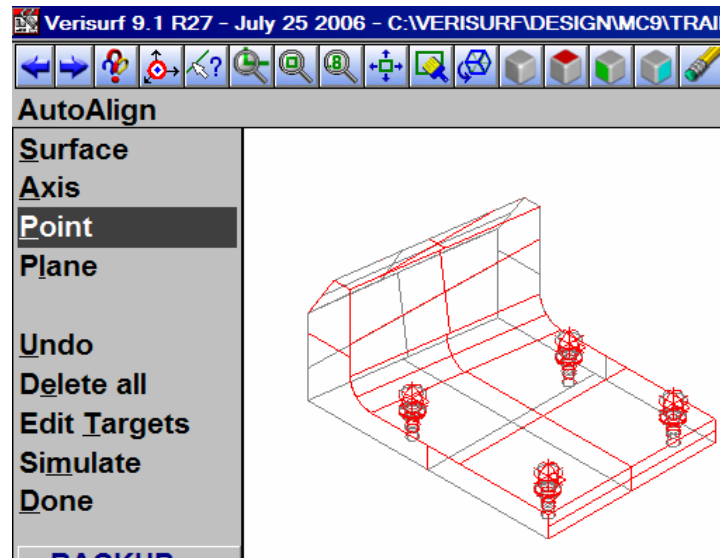 Verisurf 9.1 R27 - July 25 2006 - C:\VERISURF\DESIGN\MC9\TRAI
AutoAlign
Surface
Axis
Point
Plane
Undo
Delete all
Edit Targets
Simulate
Done
BACKUP